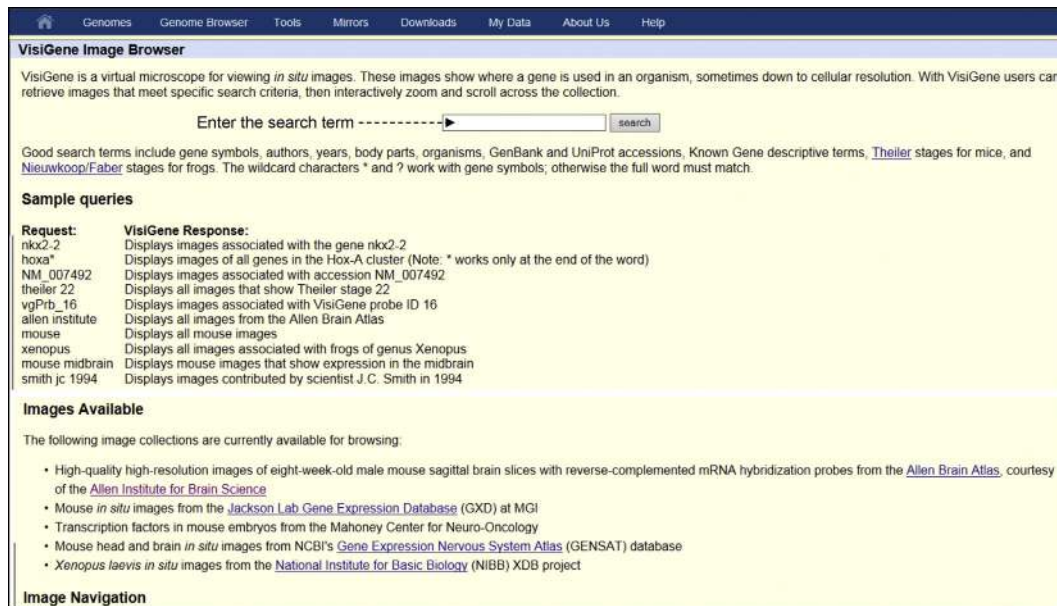 Genomes Genome Browser Tools Mirrors Downloads My Data About Us Help
VisiGene Image Browser
VisiGene is a virtual microscope for viewing in situ images. These images show where a gene is used in an organism, sometimes down to cellular resolution. With VisiGene users can
retrieve images that meet specific search criteria, then interactively zoom and scroll across the collection.
Enter the search term search
Good search terms include gene symbols, authors, years, body parts, organisms, GenBank and UniProt accessions, Known Gene descriptive terms, Theiler stages for mice, and
Nieuwkoop/Faber stages for frogs. The wildcard characters * and ? work with gene symbols; otherwise the full word must match.
Sample queries
Request: VisiGene Response:
nkx2-2 Displays images associated with the gene nkx2-2
hoxa* Displays images of all genes in the Hox-A cluster (Note: * works only at the end of the word)
NM_007492 Displays images associated with accession NM_007492
theiler 22 Displays all images that show Theiler stage 22
vgPrb_16 Displays images associated with VisiGene probe ID 16
allen institute Displays all images from the Allen Brain Atlas
mouse Displays all mouse images
xenopus Displays all images associated with frogs of genus Xenopus
mouse midbrain Displays mouse images that show expression in the midbrain
smith jc 1994 Displays images contributed by scientist J.C. Smith in 1994
Images Available
The following image collections are currently available for browsing:
• High-quality high-resolution images of eight-week-old male mouse sagittal brain slices with reverse-complemented mRNA hybridization probes from the Allen Brain Atlas, courtesy
of the Allen Institute for Brain Science
• Mouse in situ images from the Jackson Lab Gene Expression Database (GXD) at MGI
• Transcription factors in mouse embryos from the Mahoney Center for Neuro-Oncology
• Mouse head and brain in situ images from NCBI's Gene Expression Nervous System Atlas (GENSAT) database
• Xenopus laevis in situ images from the National Institute for Basic Biology (NIBB) XDB project
Image Navigation